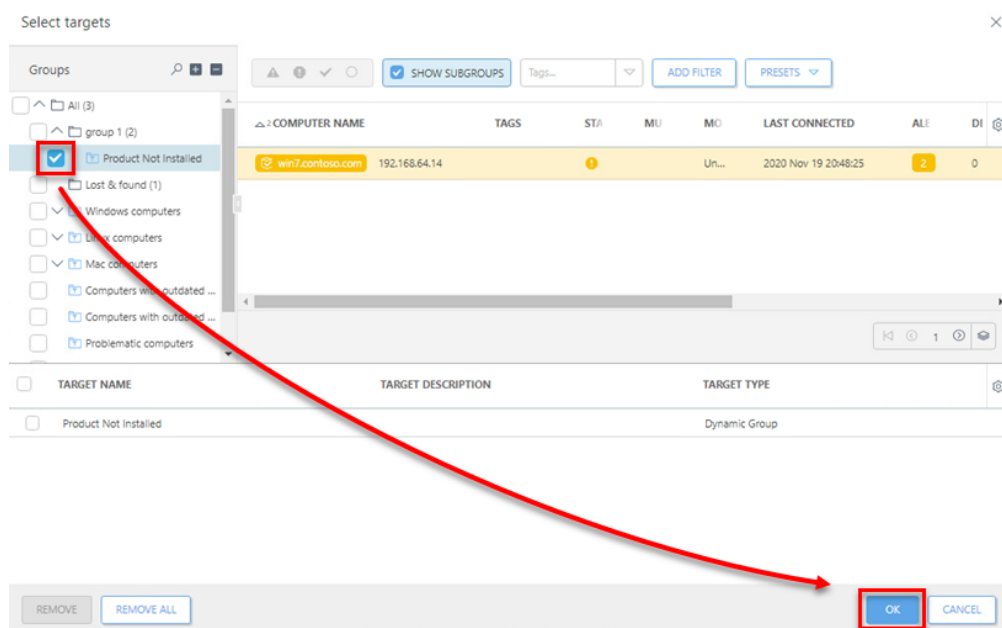 Select targets
Groups
SHOW SUBGROUPS
Tags...
ADD FILTER
PRESETS
All (3)
group 1 (2)
Product Not Installed
Lost & found (1)
Windows computers
Linux computers
Mac computers
Computers with outdated ...
Computers with outdated ...
Problematic computers
2 COMPUTER NAME TAGS STA MU MO LAST CONNECTED ALE DE
win7.contoso.com 192.168.64.14 Un... 2020 Nov 19 20:48:25 2 0
1
TARGET NAME TARGET DESCRIPTION TARGET TYPE
Product Not Installed Dynamic Group
REMOVE
REMOVE ALL
OK
CANCEL